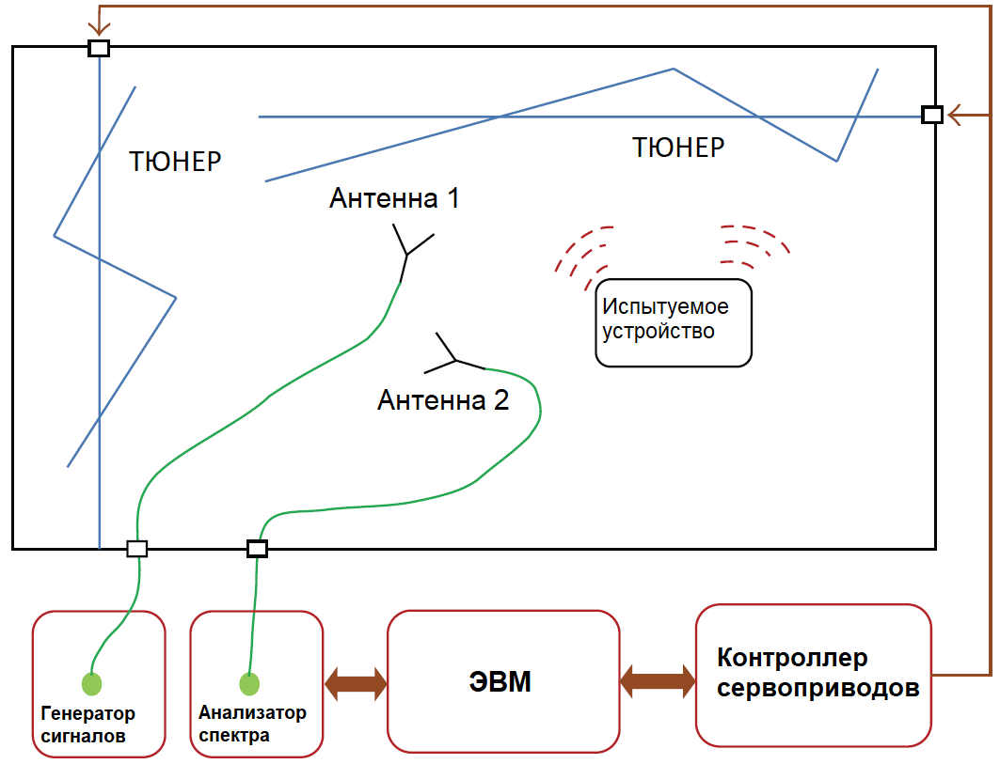 ТЮНЕР
ТЮНЕР
Антенна 1
Испытуемое
устройство
Антенна 2
Генератор
сигналов
Анализатор
спектра
ЭВМ
Контроллер
сервоприводов